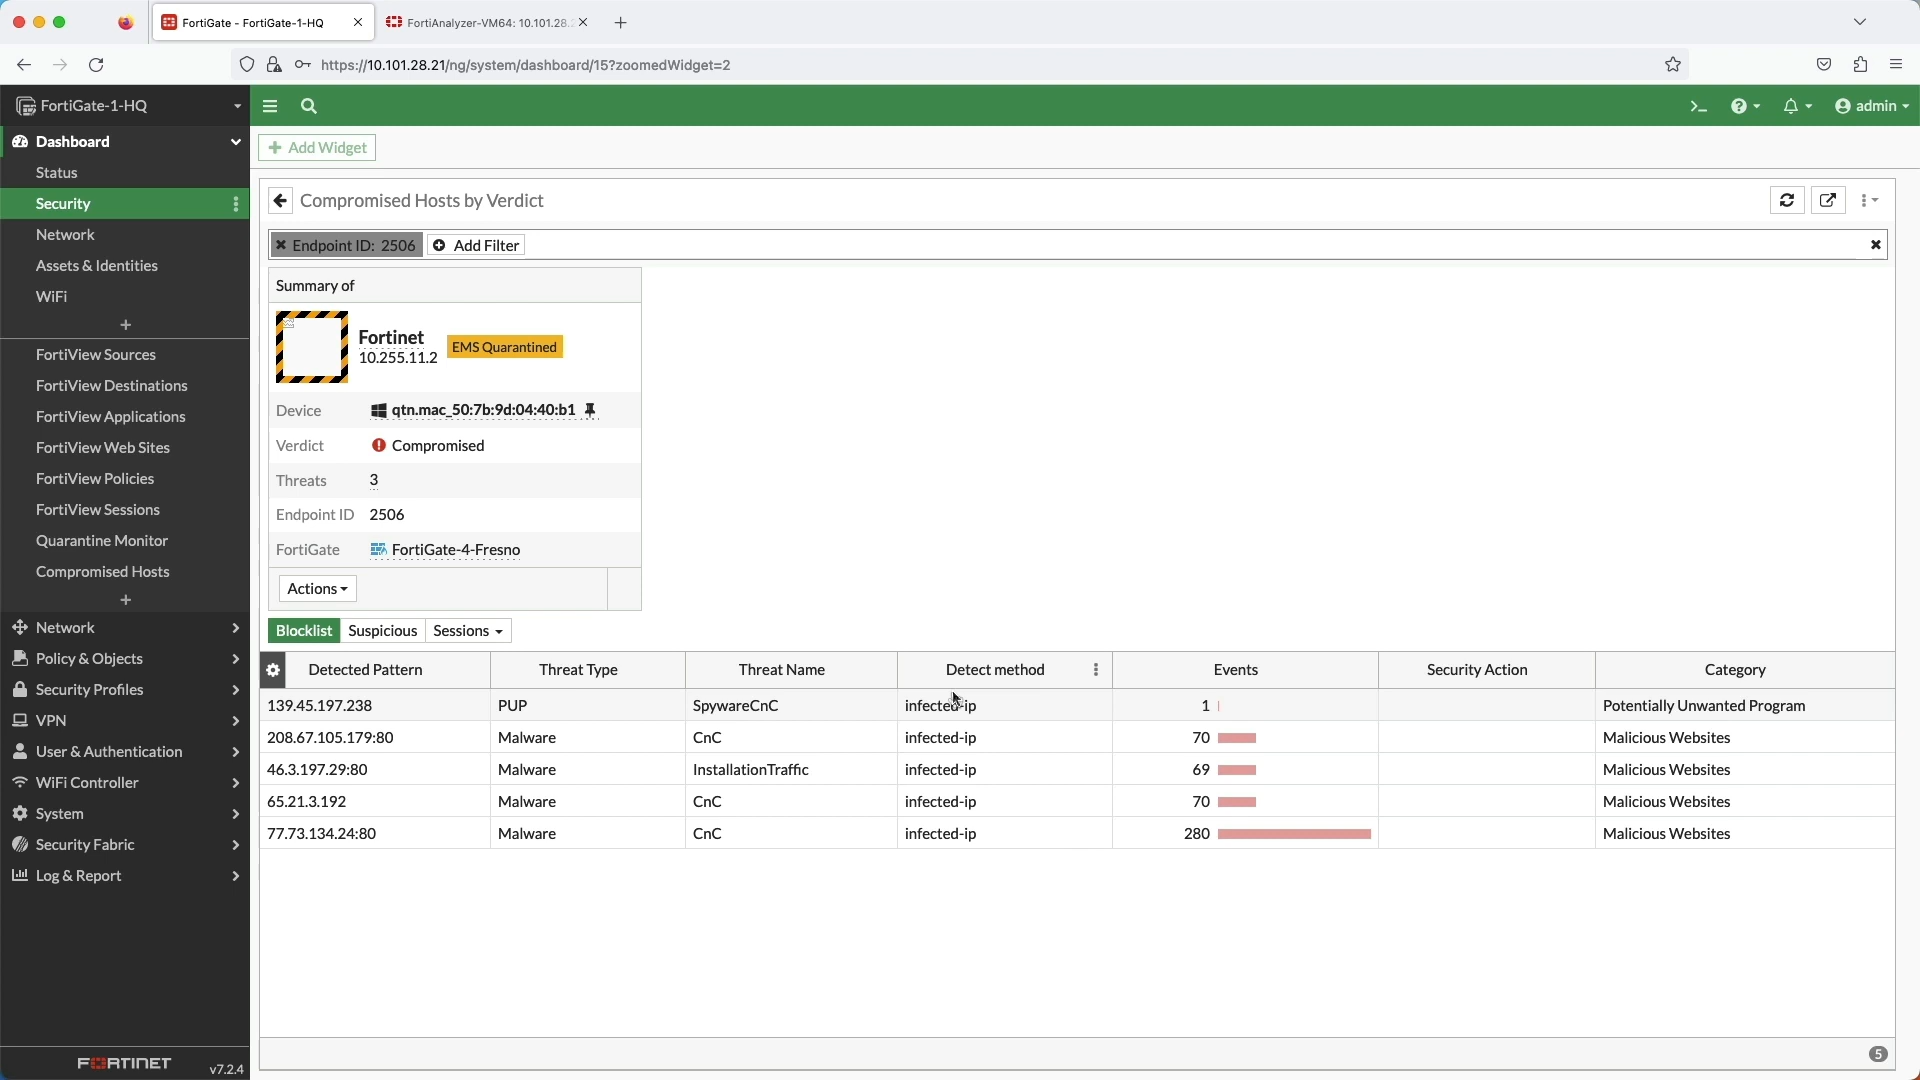 FortiGate - FortiGate-1-HQ
FortiAnalyzer-VM64: 10.101.28.
https://10.101.28.21/ng/system/dashboard/15?zoomedWidget=2
FortiGate-1-HQ
admin
Dashboard
Status
Security
Network
Assets & Identities
WiFi
FortiView Sources
FortiView Destinations
FortiView Applications
FortiView Web Sites
FortiView Policies
FortiView Sessions
Quarantine Monitor
Compromised Hosts
Network
Policy & Objects
Security Profiles
VPN
User & Authentication
WiFi Controller
System
Security Fabric
Log & Report
FORTINET v7.2.4
+ Add Widget
Compromised Hosts by Verdict
Endpoint ID: 2506 Add Filter
Summary of
Fortinet
10.255.11.2
EMS Quarantined
Device qtn.mac_50:7b:9d:04:40:b1
Verdict Compromised
Threats 3
Endpoint ID 2506
FortiGate FortiGate-4-Fresno
Actions
Blocklist Suspicious Sessions
Detected Pattern Threat Type Threat Name Detect method Events Security Action Category
139.45.197.238 PUP SpywareCnC infected-ip 1 Potentially Unwanted Program
208.67.105.179:80 Malware CnC infected-ip 70 Malicious Websites
46.3.197.29:80 Malware InstallationTraffic infected-ip 69 Malicious Websites
65.21.3.192 Malware CnC infected-ip 70 Malicious Websites
77.73.134.24:80 Malware CnC infected-ip 280 Malicious Websites
5